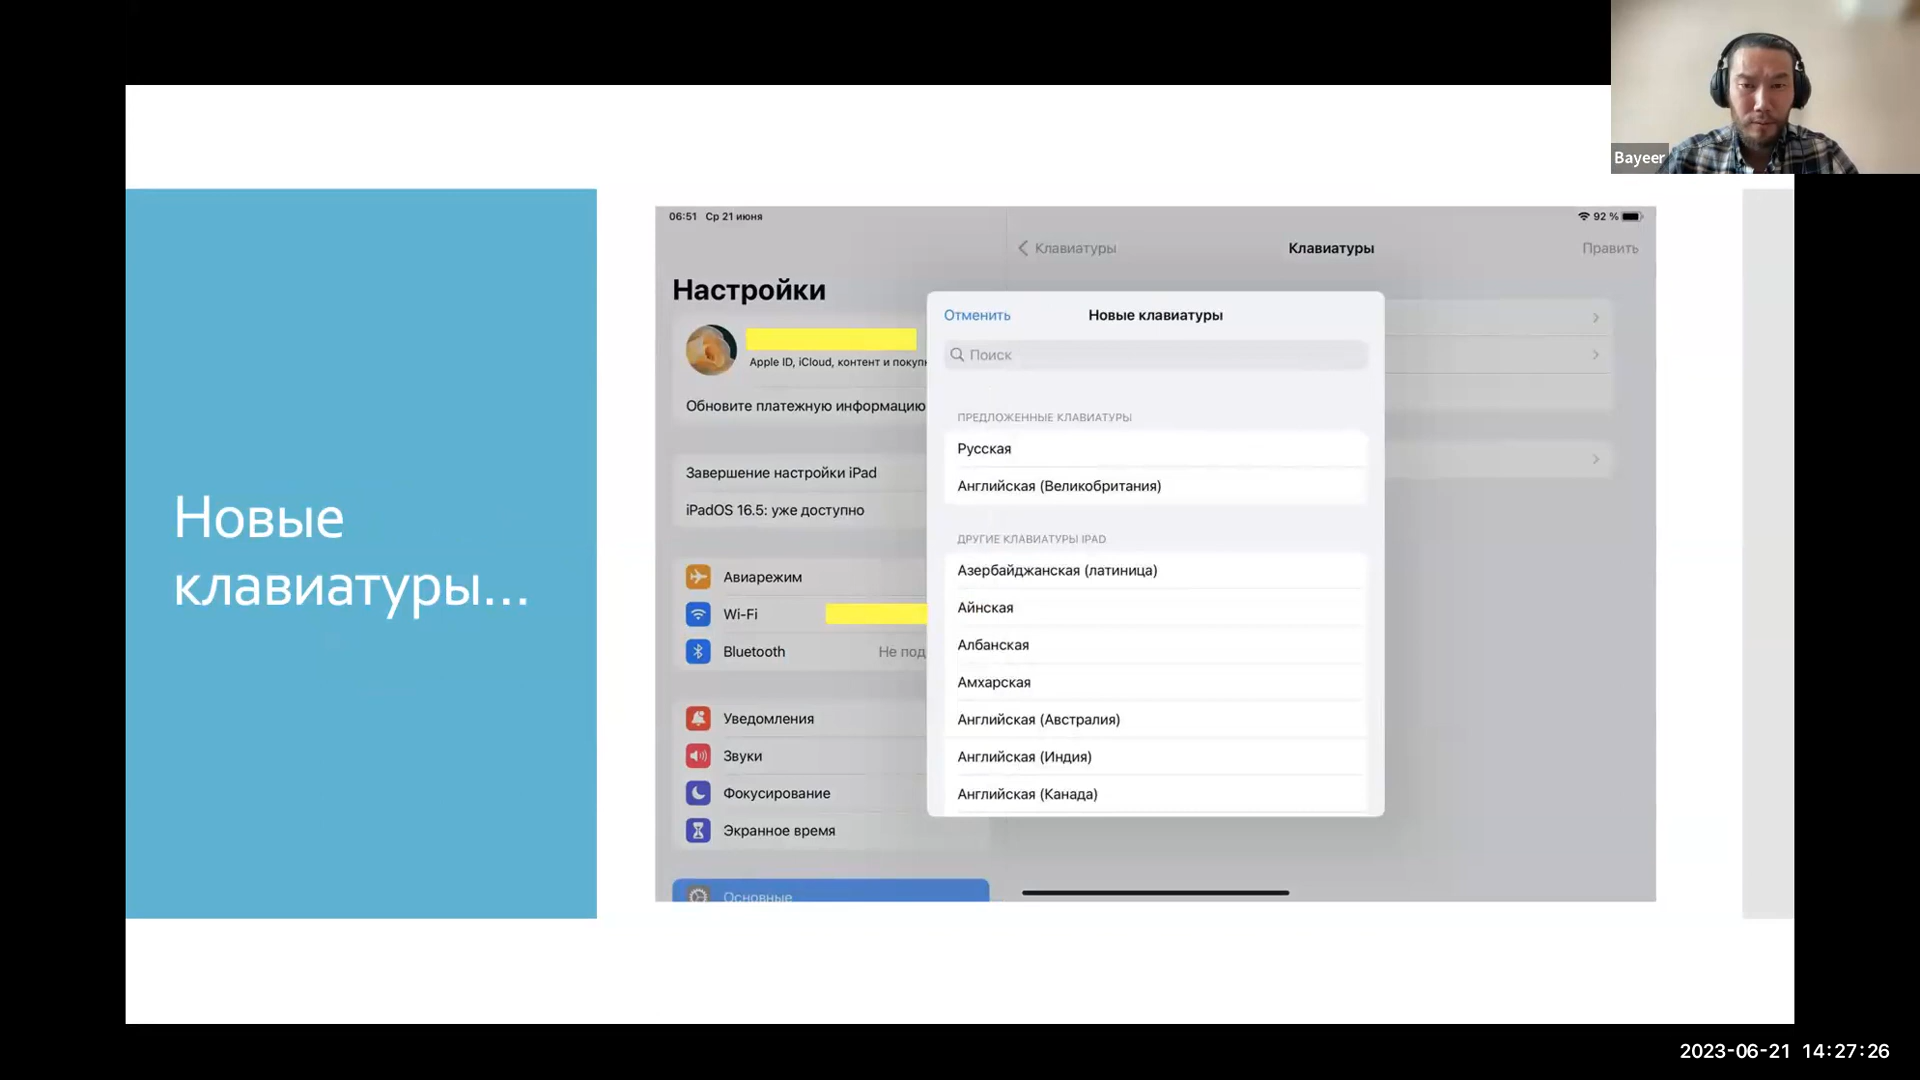 Bayeer
Новые
клавиатуры...
06:51 Ср 21 июня
92 %
Клавиатуры
Клавиатуры
Править
Настройки
Apple ID, iCloud, контент и покупк
Обновите платежную информацию
Завершение настройки iPad
iPadOS 16.5: уже доступно
Авиарежим
Wi-Fi
Bluetooth
Не под
Уведомления
Звуки
Фокусирование
Экранное время
Основные
Отменить
Новые клавиатуры
Поиск
ПРЕДЛОЖЕННЫЕ КЛАВИАТУРЫ
Русская
Английская (Великобритания)
ДРУГИЕ КЛАВИАТУРЫ IPAD
Азербайджанская (латиница)
Айнская
Албанская
Амхарская
Английская (Австралия)
Английская (Индия)
Английская (Канада)
2023-06-21 14:27:26